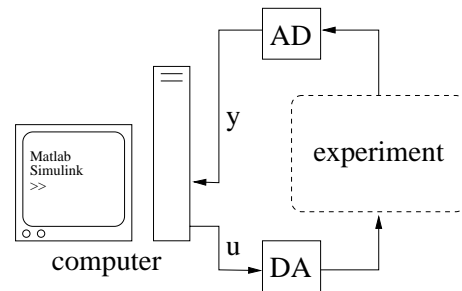 AD
y
experiment
Matlab
Simulink
>>
u
computer
DA